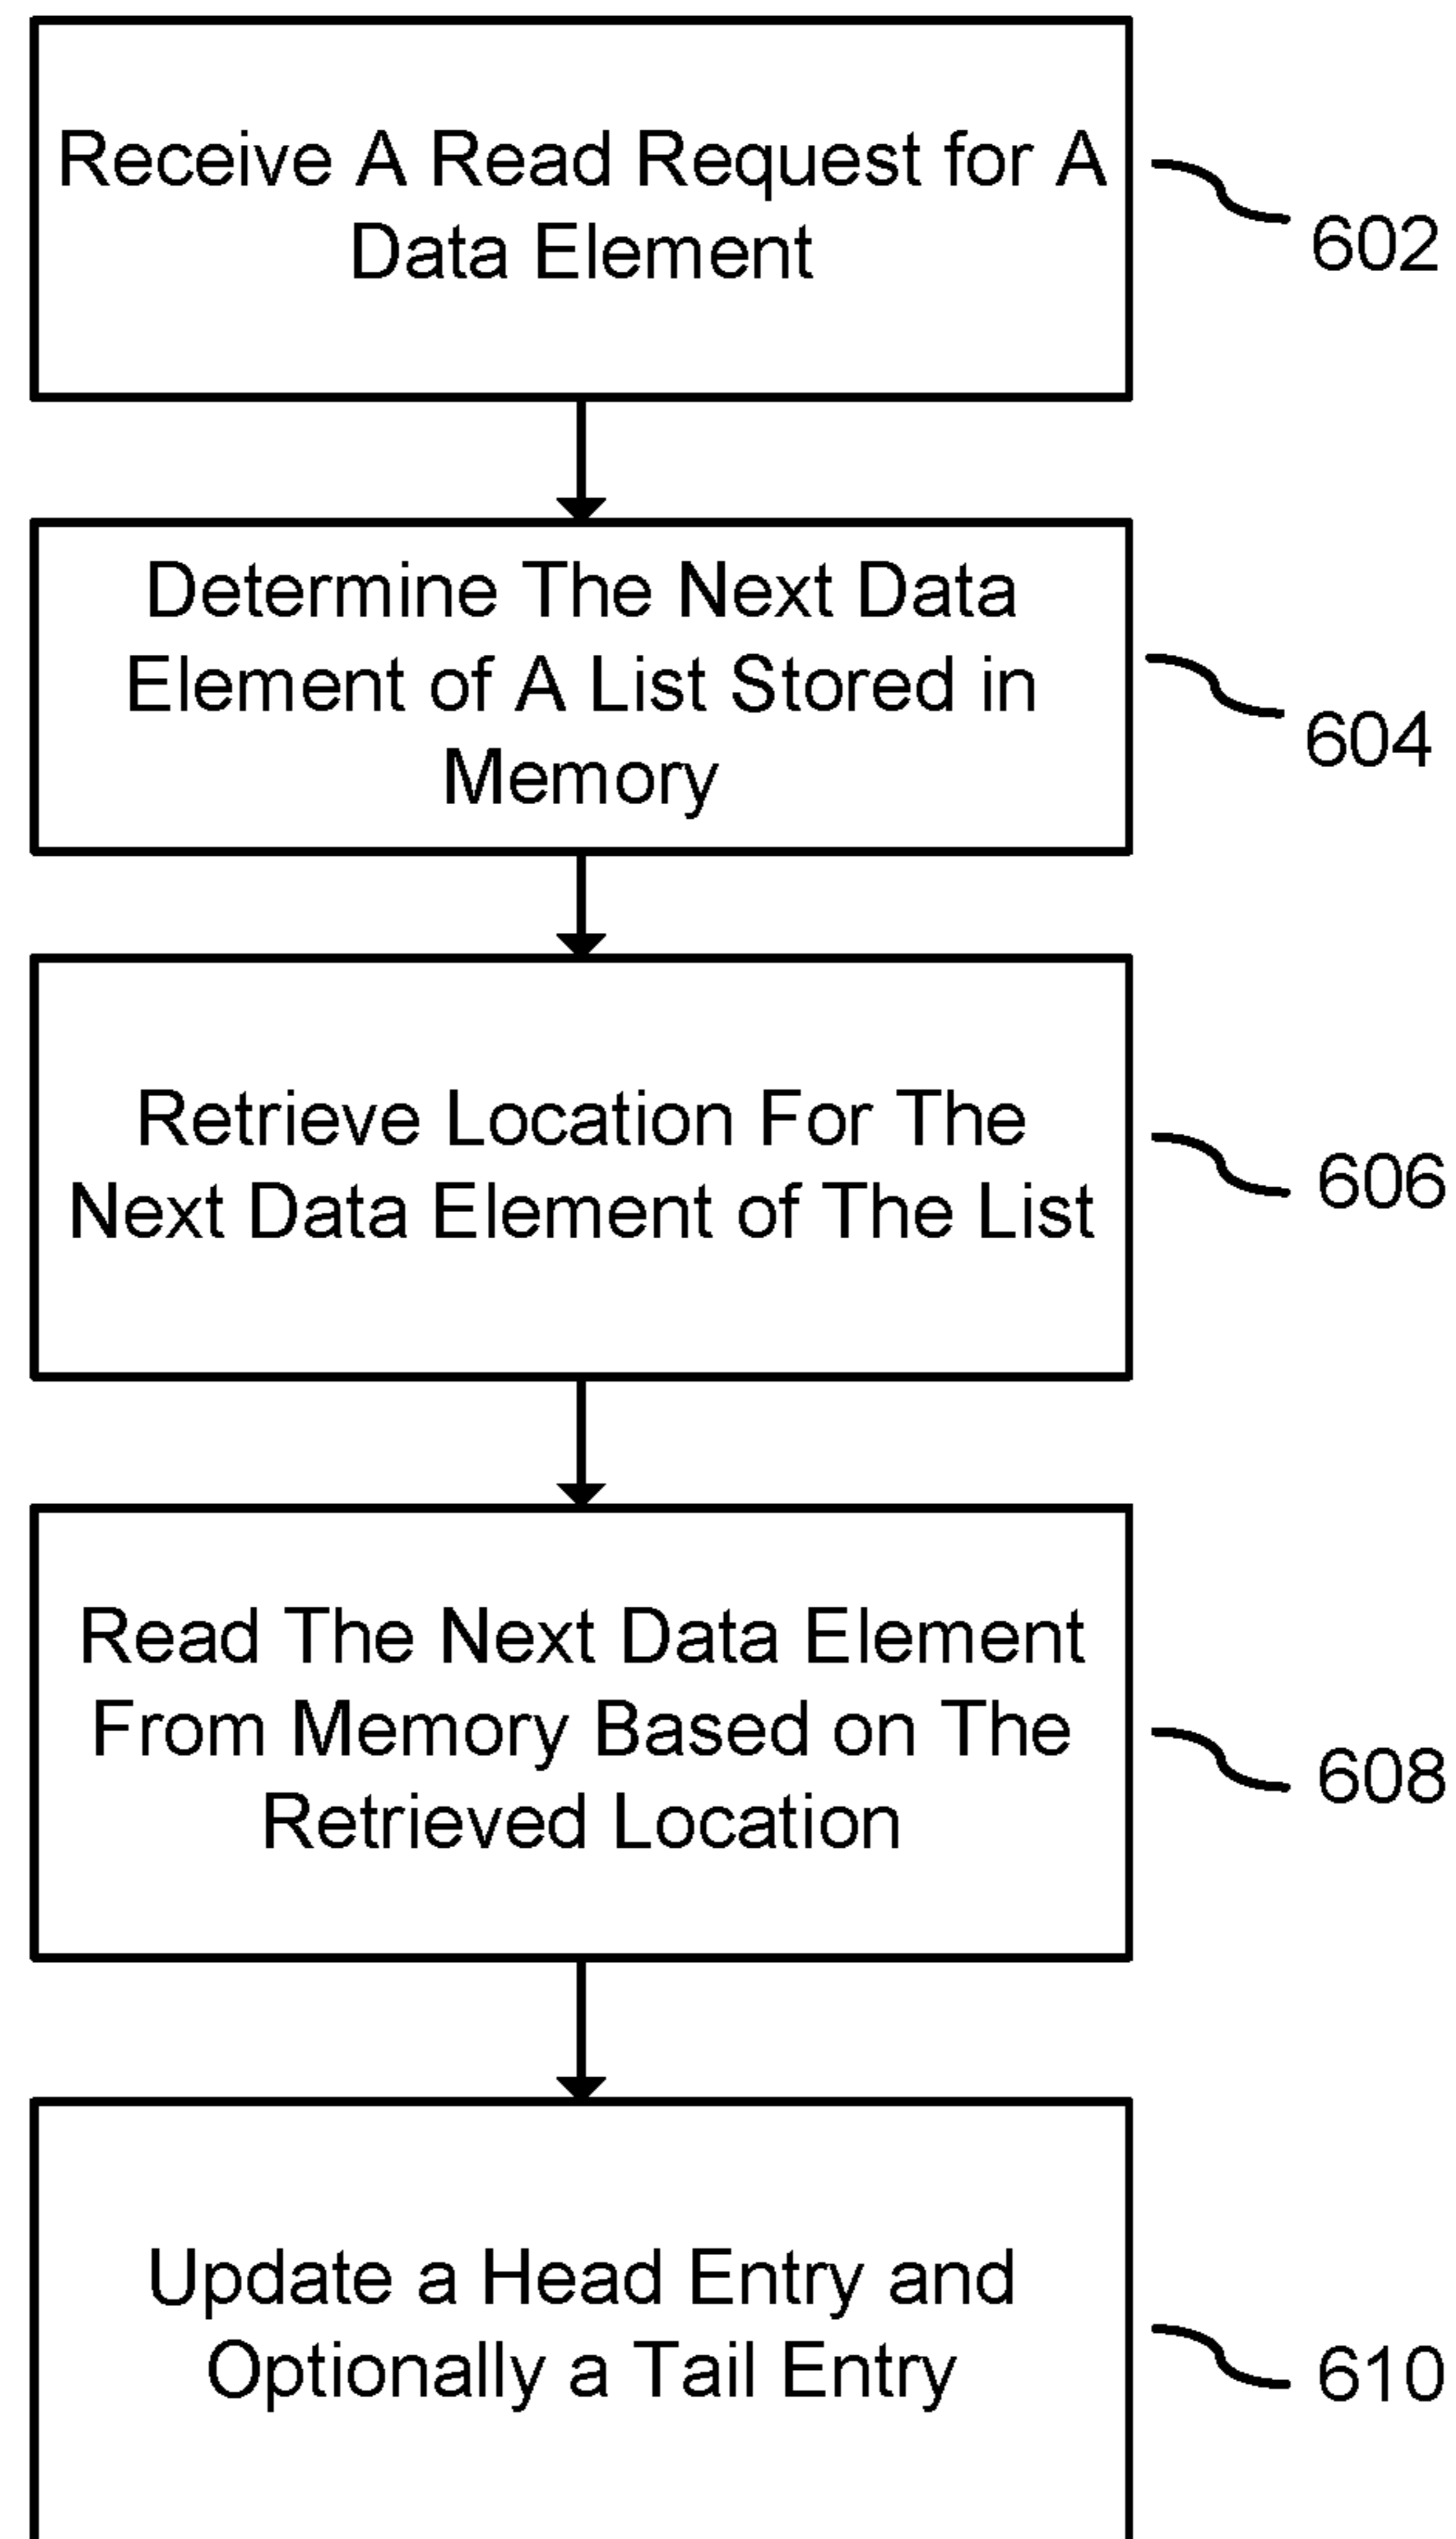 Receive A Read Request for A
Data Element
602
Determine The Next Data
Element of A List Stored in
Memory
604
Retrieve Location For The
Next Data Element of The List
606
Read The Next Data Element
From Memory Based on The
Retrieved Location
608
Update a Head Entry and
Optionally a Tail Entry
610